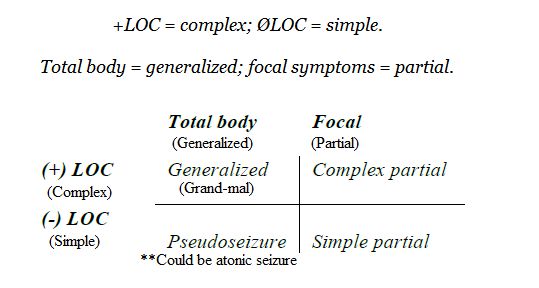 +LOC = complex; ØLOC = simple.
Total body = generalized; focal symptoms = partial.
Total body Focal
(Generalized) (Partial)
(+) LOC Generalized Complex partial
(Complex) (Grand-mal)
(-) LOC
(Simple) Pseudoseizure Simple partial
**Could be atonic seizure